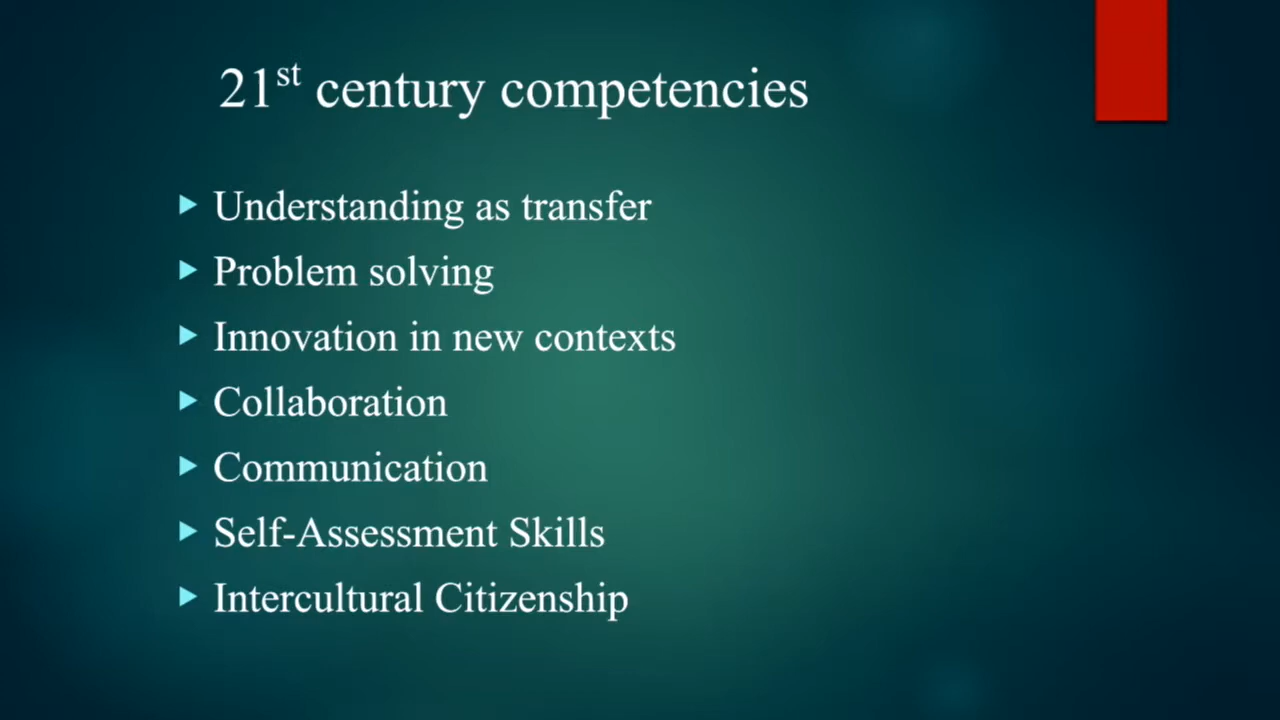 21st century competencies
Understanding as transfer
Problem solving
Innovation in new contexts
Collaboration
Communication
Self-Assessment Skills
Intercultural Citizenship